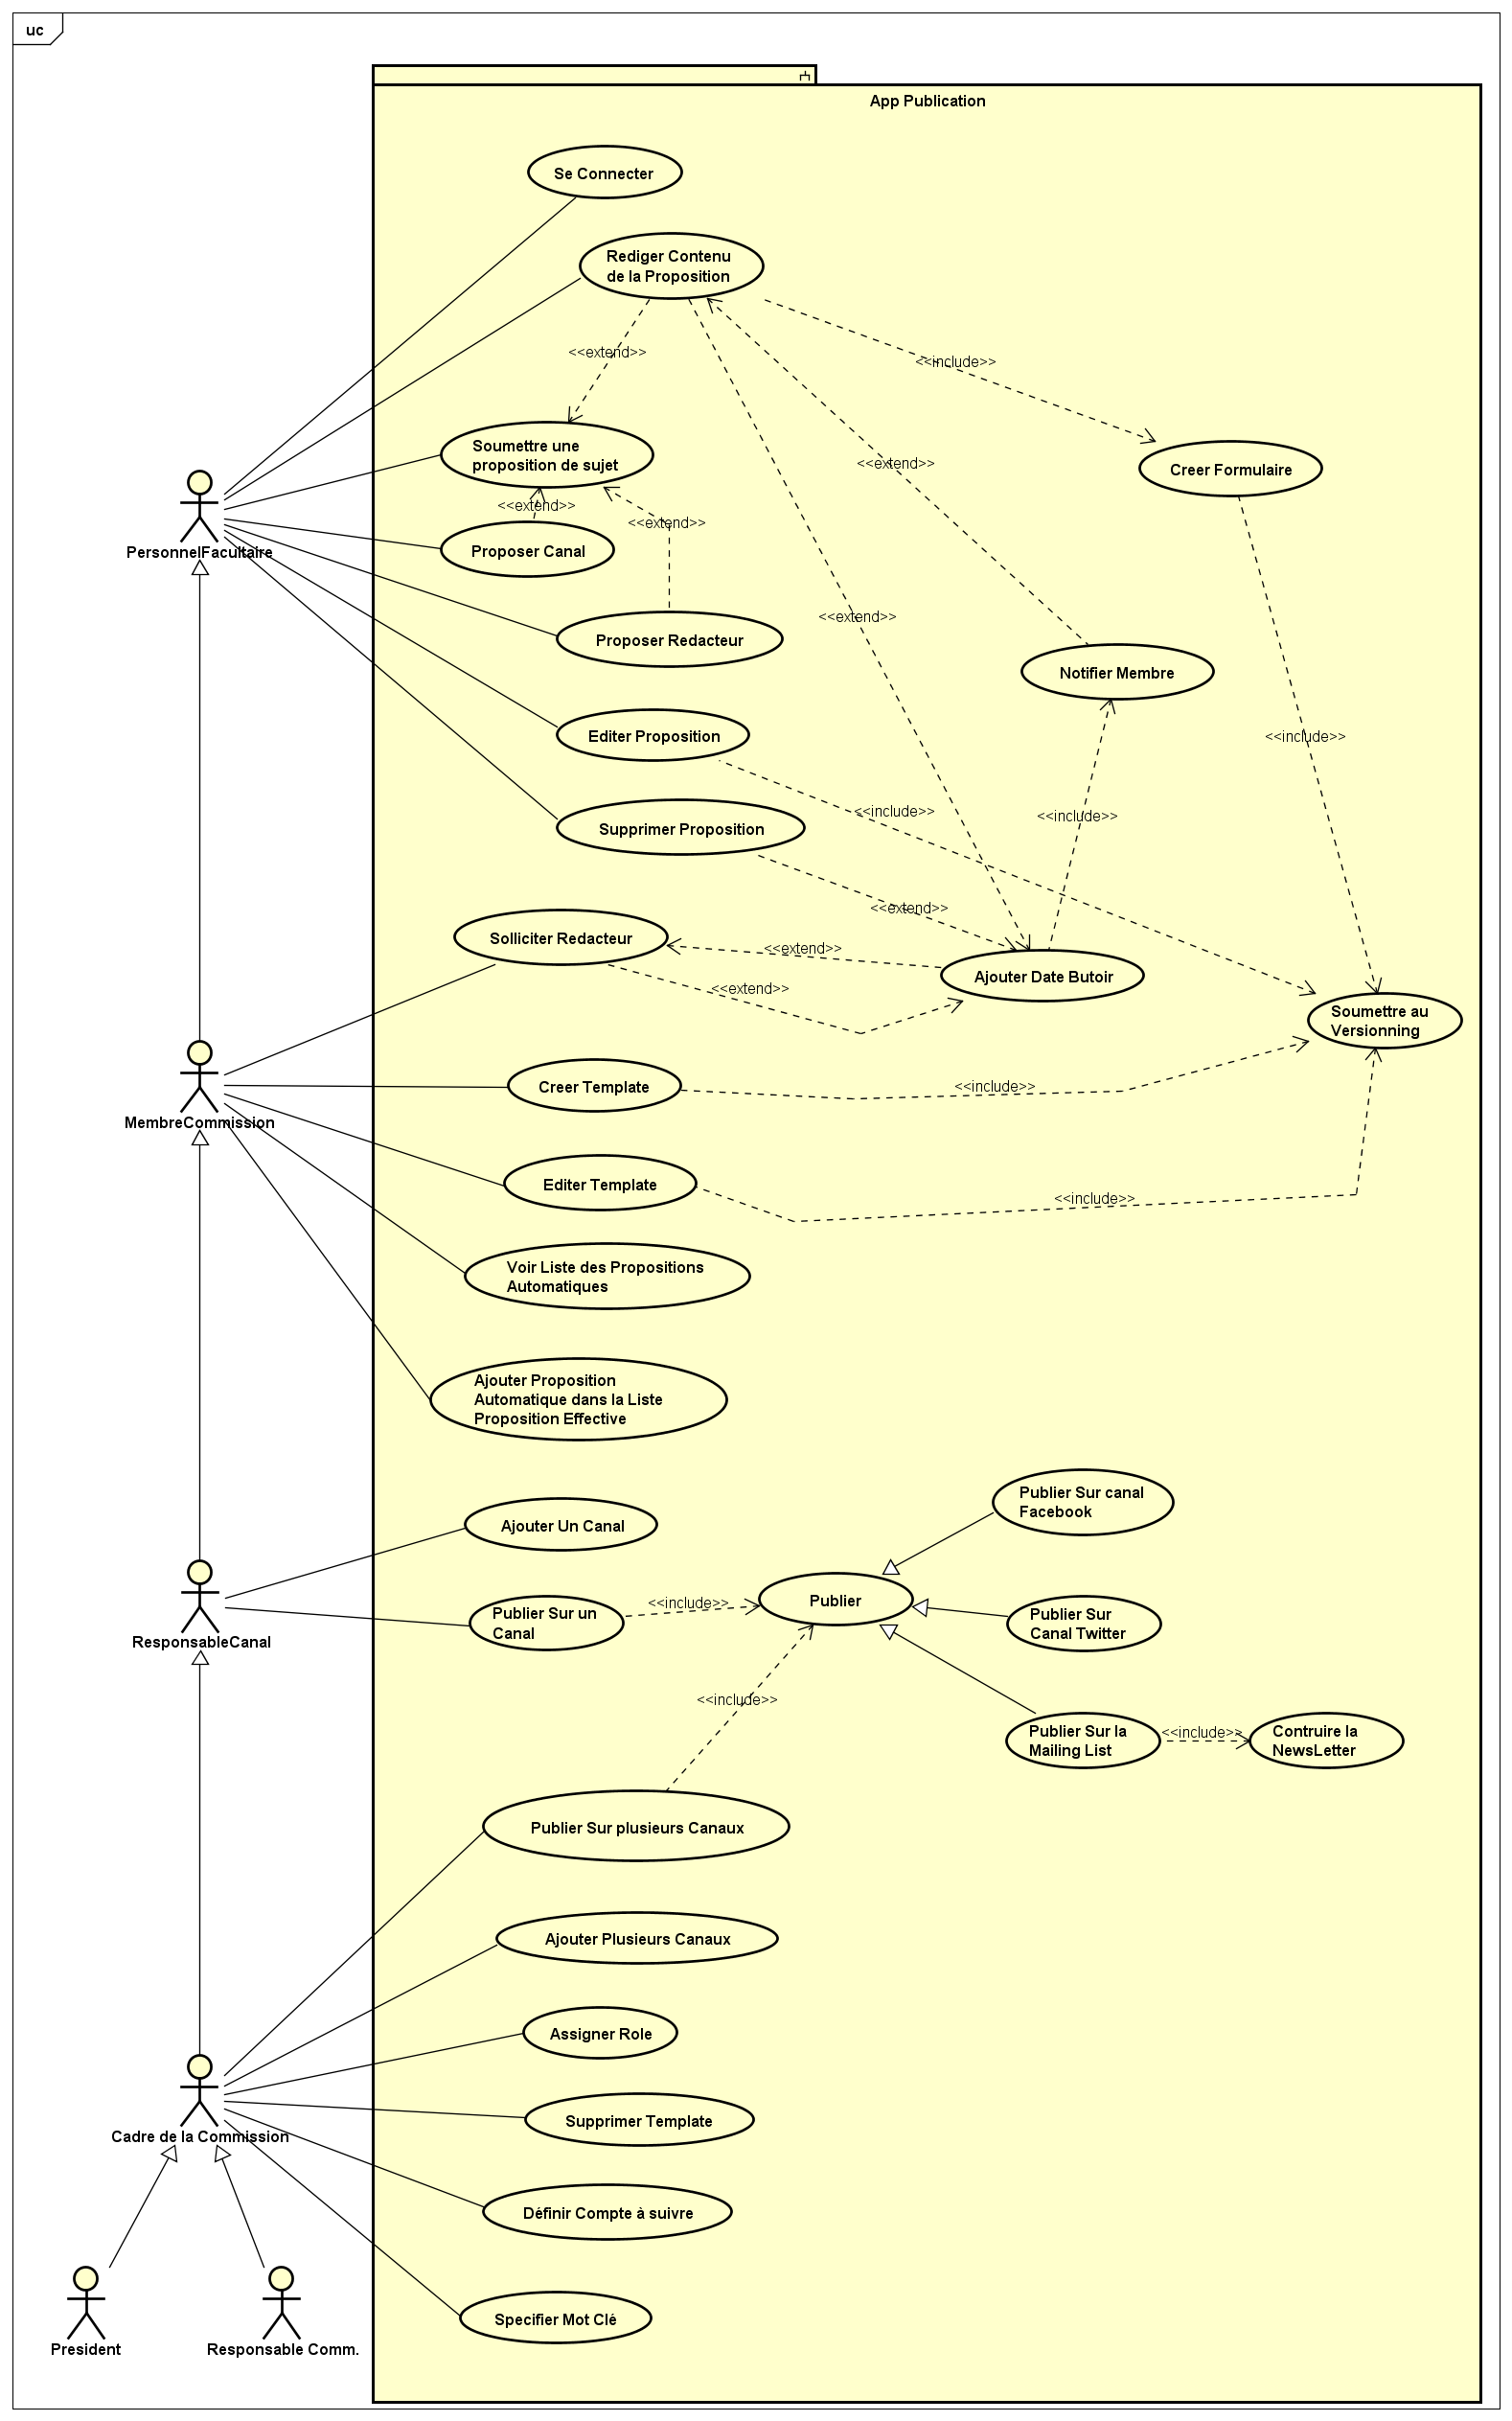 uc
App Publication
Se Connecter
Rediger Contenu
de la Proposition
<<extend>>
<<include>>
Soumettre une
proposition de sujet
<<extend>>
Creer Formulaire
<<extend>>
<<extend>>
Proposer Canal
PersonnelFacultaire
<<extend>>
Proposer Redacteur
Notifier Membre
Editer Proposition
<<include>>
<<include>>
<<include>>
Supprimer Proposition
<<extend>>
Solliciter Redacteur
<<extend>>
<<extend>>
Ajouter Date Butoir
Soumettre au
Versionning
Creer Template
<<include>>
MembreCommission
Editer Template
<<include>>
Voir Liste des Propositions
Automatiques
Ajouter Proposition
Automatique dans la Liste
Proposition Effective
Publier Sur canal
Facebook
Ajouter Un Canal
Publier Sur un
Canal
<<include>>
Publier
Publier Sur
Canal Twitter
ResponsableCanal
<<include>>
Publier Sur la
Mailing List
<<include>>
Contruire la
NewsLetter
Publier Sur plusieurs Canaux
Ajouter Plusieurs Canaux
Assigner Role
Supprimer Template
Cadre de la Commission
Définir Compte à suivre
Specifier Mot Clé
President
Responsable Comm.